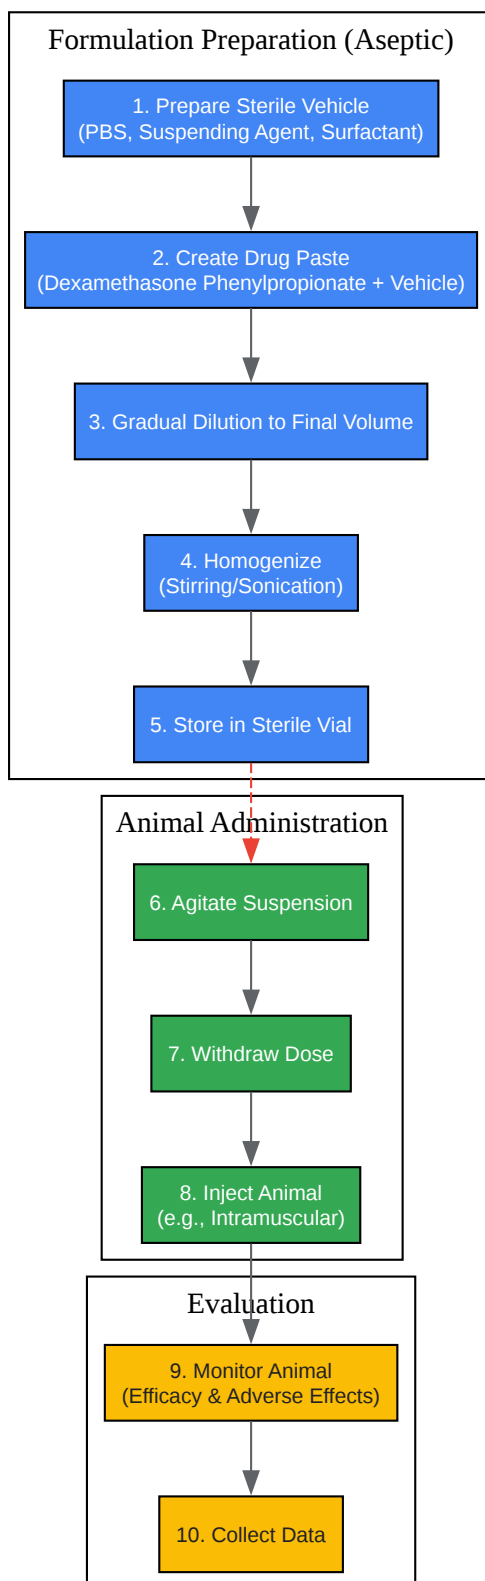 Formulation Preparation (Aseptic)
1. Prepare Sterile Vehicle
(PBS, Suspending Agent, Surfactant)
2. Create Drug Paste
(Dexamethasone Phenylpropionate + Vehicle)
3. Gradual Dilution to Final Volume
4. Homogenize
(Stirring/Sonication)
5. Store in Sterile Vial
Animal Administration
6. Agitate Suspension
7. Withdraw Dose
8. Inject Animal
(e.g., Intramuscular)
Evaluation
9. Monitor Animal
(Efficacy & Adverse Effects)
10. Collect Data